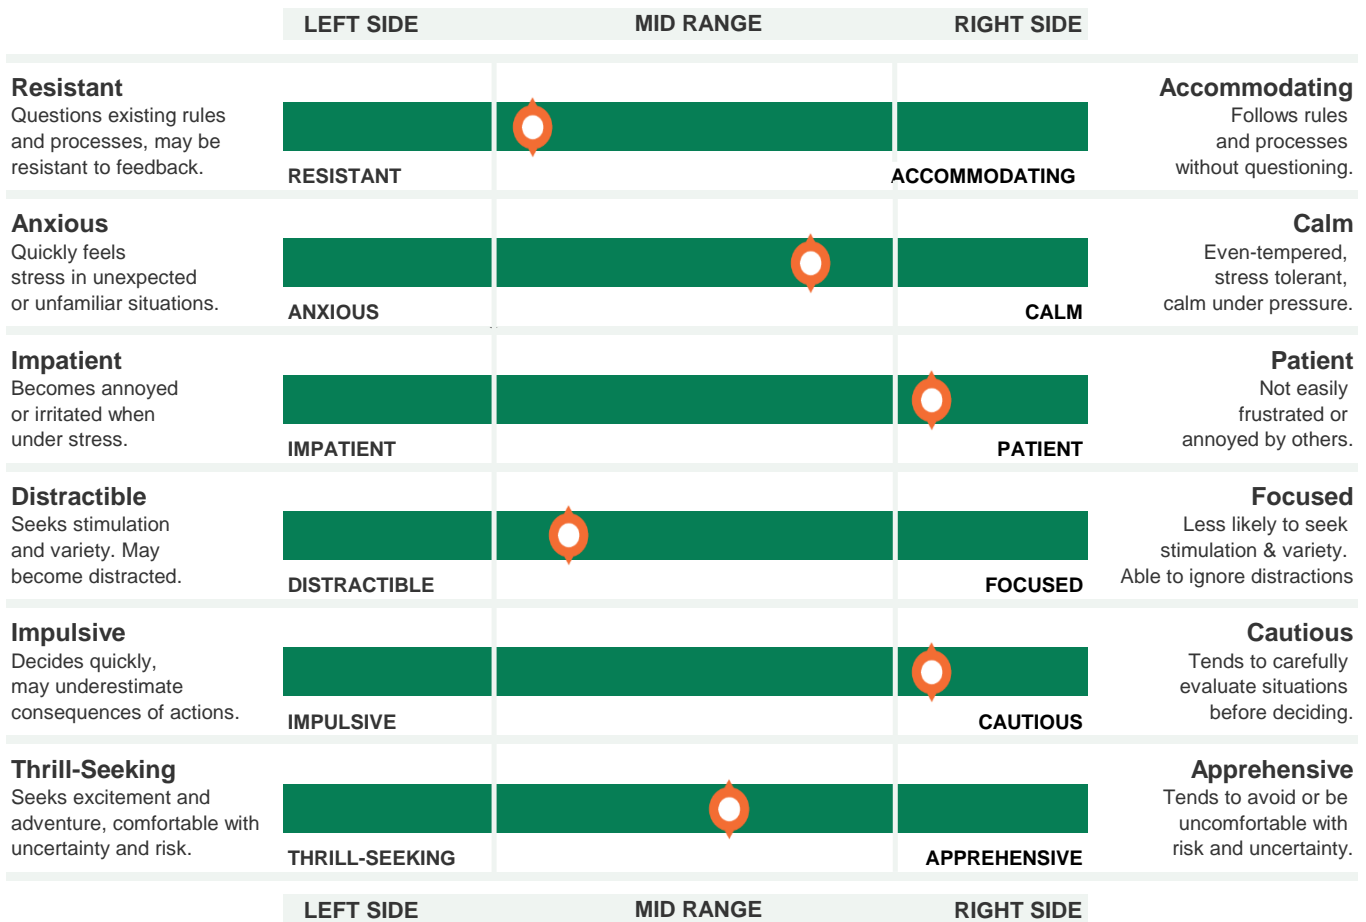 LEFT SIDE MID RANGE RIGHT SIDE
Resistant
Questions existing rules
and processes, may be
resistant to feedback.
RESISTANT
ACCOMMODATING
Accommodating
Follows rules
and processes
without questioning.
Anxious
Quickly feels
stress in unexpected
or unfamiliar situations.
ANXIOUS
CALM
Calm
Even-tempered,
stress tolerant,
calm under pressure.
Impatient
Becomes annoyed
or irritated when
under stress.
IMPATIENT
PATIENT
Patient
Not easily
frustrated or
annoyed by others.
Distractible
Seeks stimulation
and variety. May
become distracted.
DISTRACTIBLE
FOCUSED
Focused
Less likely to seek
stimulation & variety.
Able to ignore distractions
Impulsive
Decides quickly,
may underestimate
consequences of actions.
IMPULSIVE
CAUTIOUS
Cautious
Tends to carefully
evaluate situations
before deciding.
Thrill-Seeking
Seeks excitement and
adventure, comfortable with
uncertainty and risk.
THRILL-SEEKING
APPREHENSIVE
Apprehensive
Tends to avoid or be
uncomfortable with
risk and uncertainty.
LEFT SIDE MID RANGE RIGHT SIDE